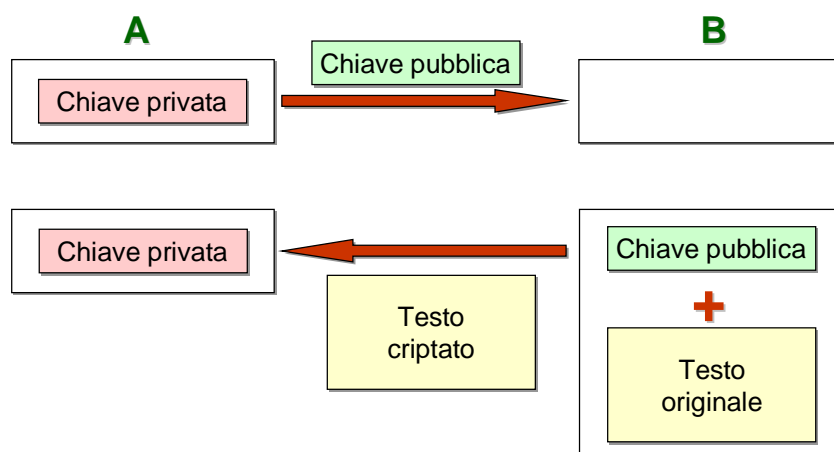 A
B
Chiave pubblica
Chiave privata
Chiave privata
Chiave pubblica
+
Testo
criptato
Testo
originale